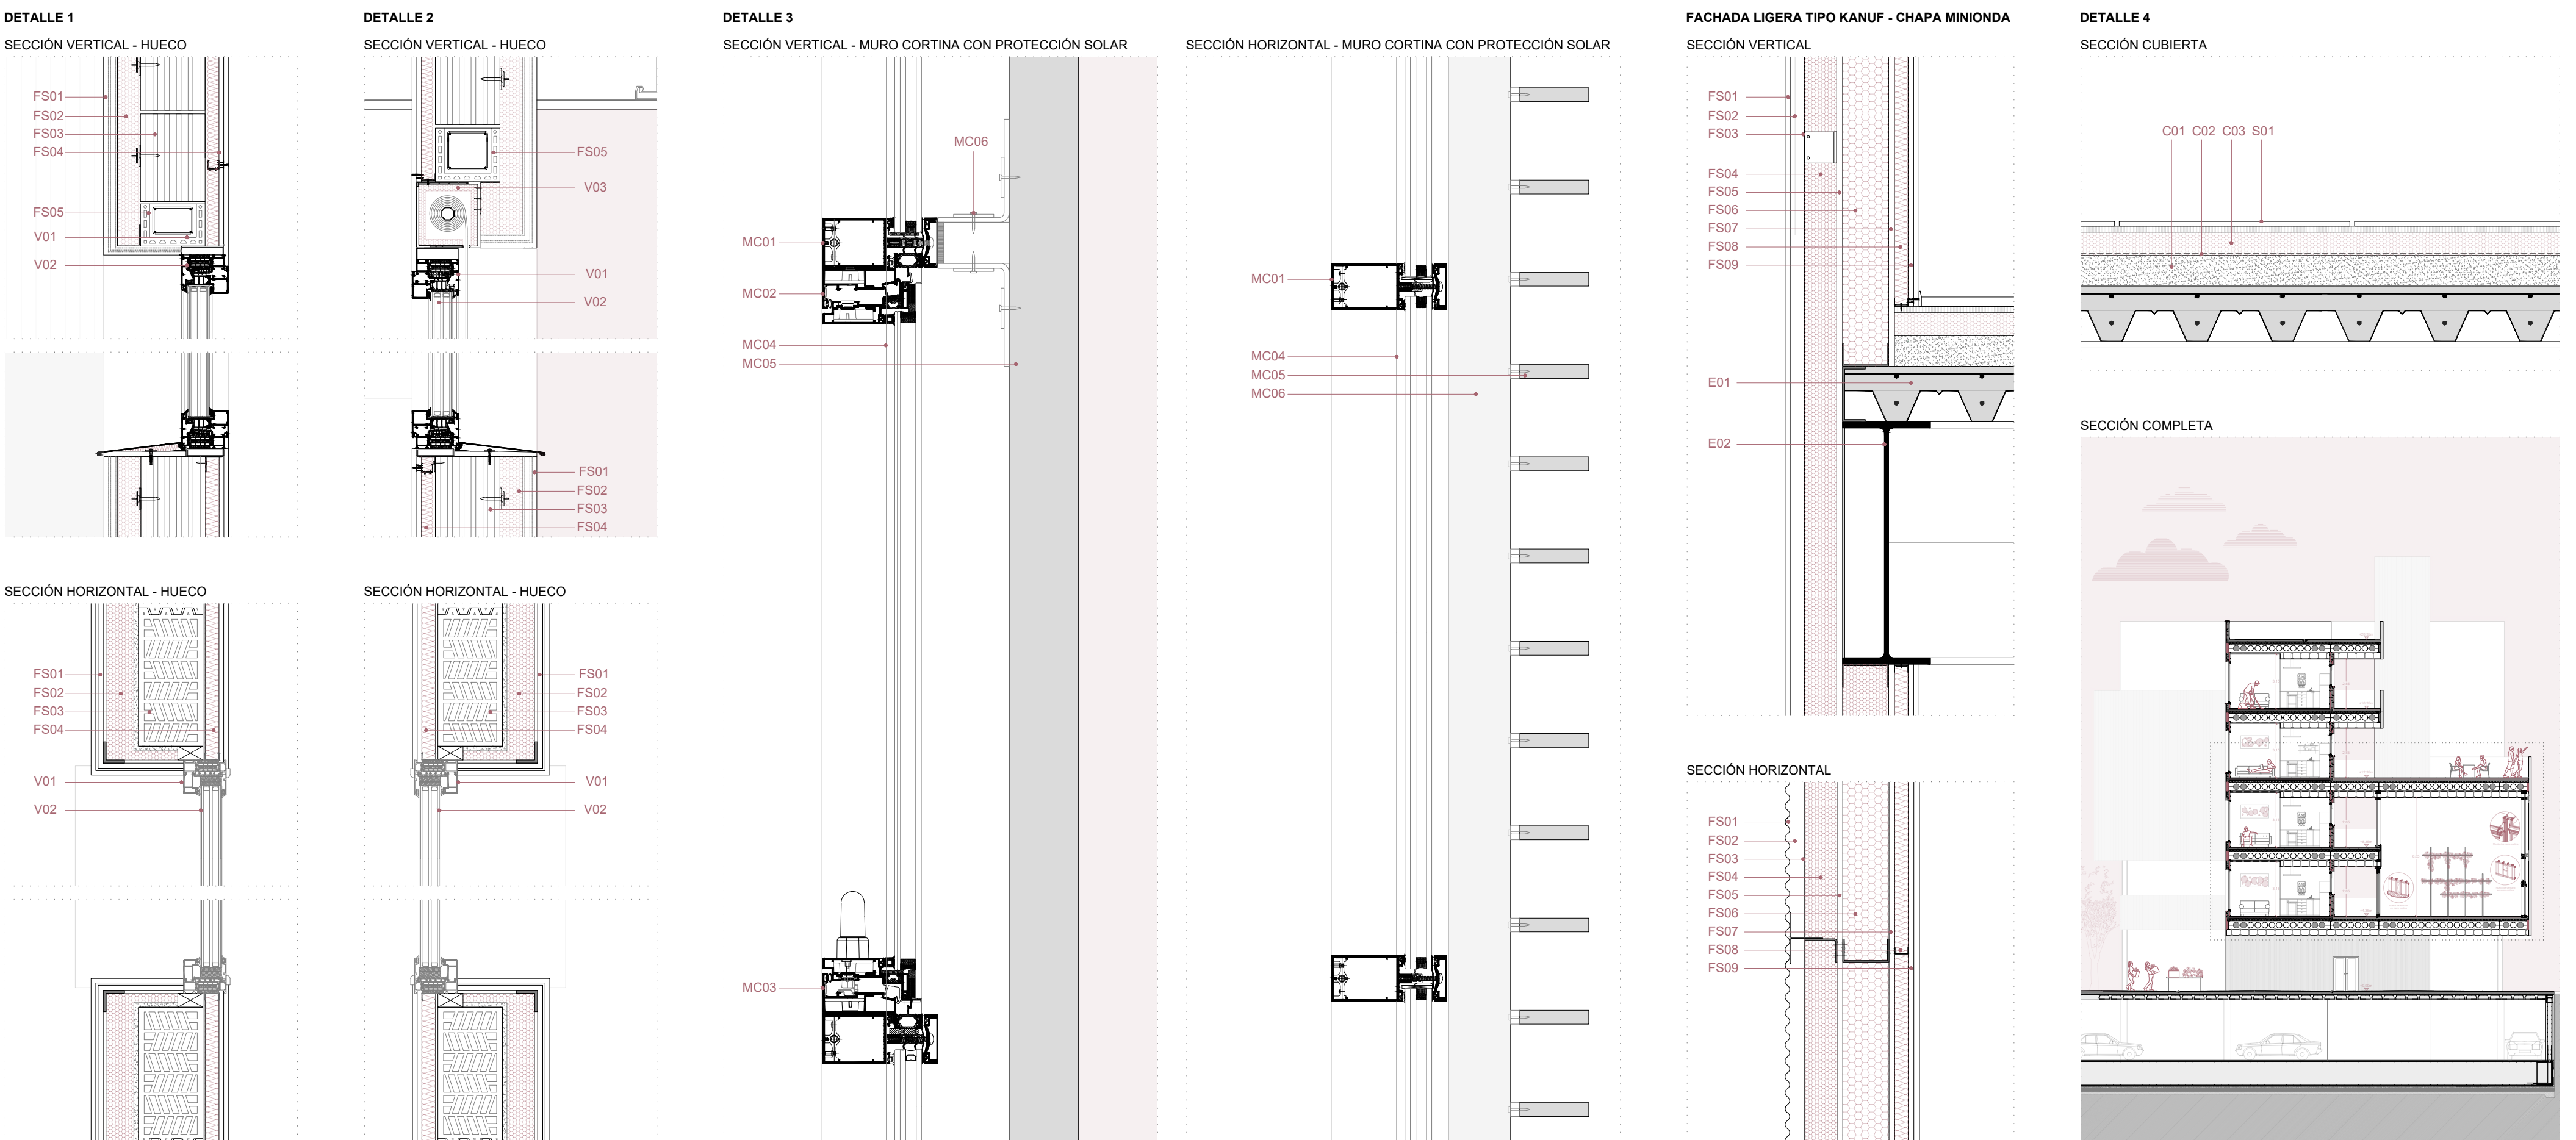 DETALLE 1
SECCIÓN VERTICAL - HUECO
FS01
FS02
FS03
FS04
FS05
V01
V02
SECCIÓN HORIZONTAL - HUECO
FS01
FS02
FS03
FS04
V01
V02
DETALLE 2
SECCIÓN VERTICAL - HUECO
FS05
V03
V01
V02
FS01
FS02
FS03
FS04
SECCIÓN HORIZONTAL - HUECO
FS01
FS02
FS03
FS04
V01
V02
DETALLE 3
SECCIÓN VERTICAL - MURO CORTINA CON PROTECCIÓN SOLAR
MC06
MC01
MC02
MC04
MC05
MC03
SECCIÓN HORIZONTAL - MURO CORTINA CON PROTECCIÓN SOLAR
MC01
MC04
MC05
MC06
FACHADA LIGERA TIPO KANUF - CHAPA MINIONDA
SECCIÓN VERTICAL
FS01
FS02
FS03
FS04
FS05
FS06
FS07
FS08
FS09
E01
E02
SECCIÓN HORIZONTAL
FS01
FS02
FS03
FS04
FS05
FS06
FS07
FS08
FS09
DETALLE 4
SECCIÓN CUBIERTA
C01 C02 C03 S01
SECCIÓN COMPLETA